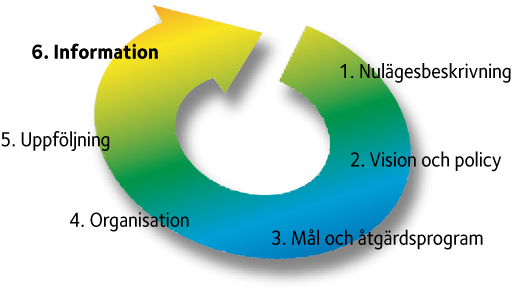 1. Nulägesbeskrivning
2. Vision och policy
3. Mål och åtgärdsprogram
4. Organisation
5. Uppföljning
6. Information